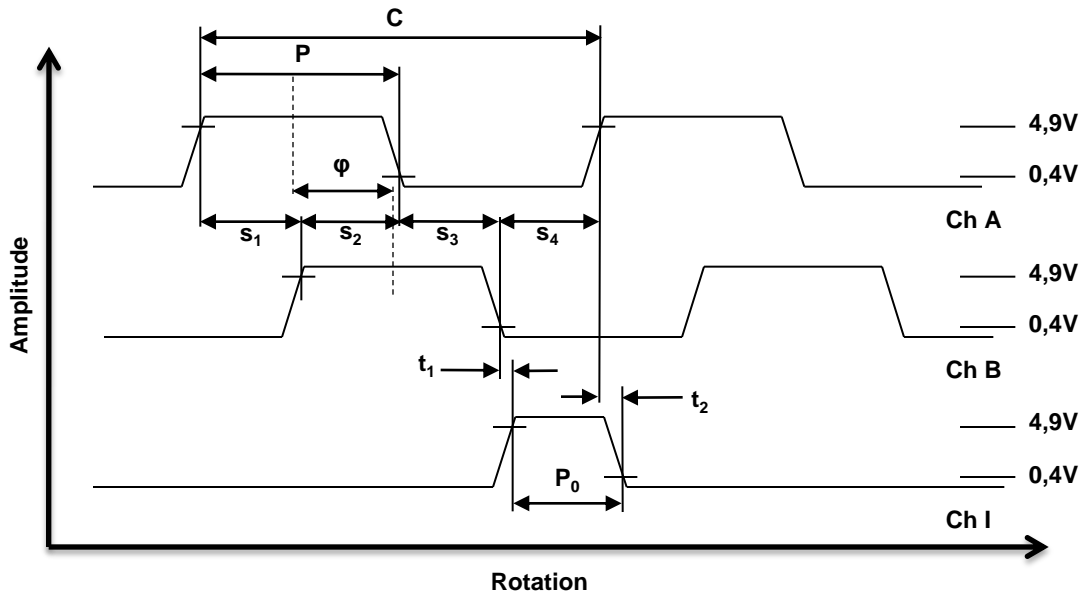 C
P
4,9V
φ
0,4V
Ch A
s₁ s₂ s₃ s₄
4,9V
0,4V
Ch B
t₁
t₂
4,9V
P₀
0,4V
Ch I
Amplitude
Rotation